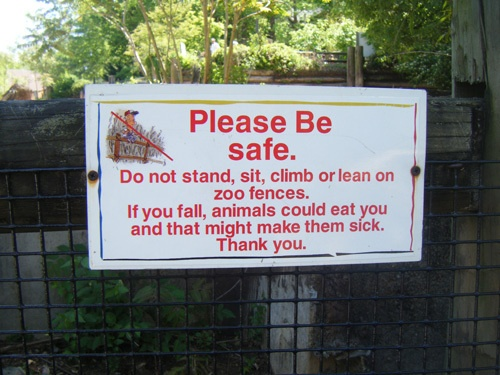 Please Be
safe.
Do not stand, sit, climb or lean on
zoo fences.
If you fall, animals could eat you
and that might make them sick.
Thank you.